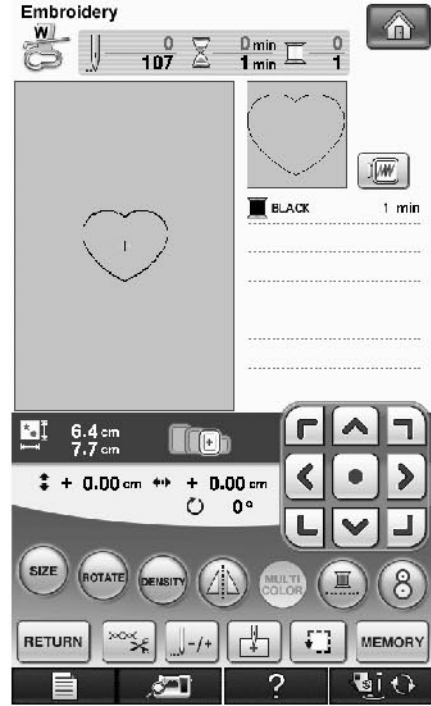 Embroidery
W
0 0 min 0
107 1 min 1
BLACK 1 min
6.4 cm
7.7 cm
+ 0.00 cm + 0.00 cm
0°
SIZE ROTATE DENSITY MULTI COLOR 8
RETURN -/+ MEMORY
?